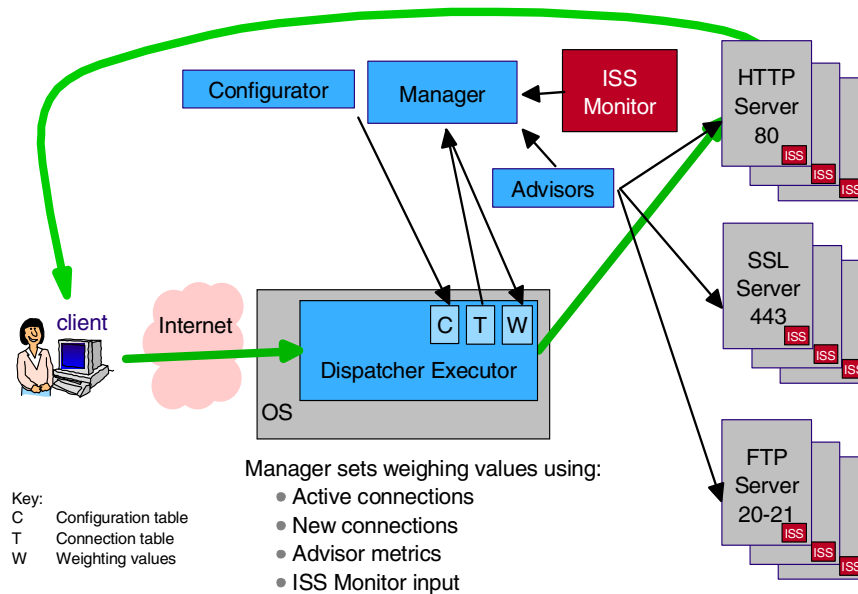 Configurator
Manager
ISS
Monitor
Advisors
HTTP
Server
80
ISS
ISS
ISS
SSL
Server
443
ISS
ISS
ISS
FTP
Server
20-21
ISS
ISS
ISS
client
Internet
C T W
Dispatcher Executor
OS
Manager sets weighing values using:
● Active connections
● New connections
● Advisor metrics
● ISS Monitor input
Key:
C Configuration table
T Connection table
W Weighting values